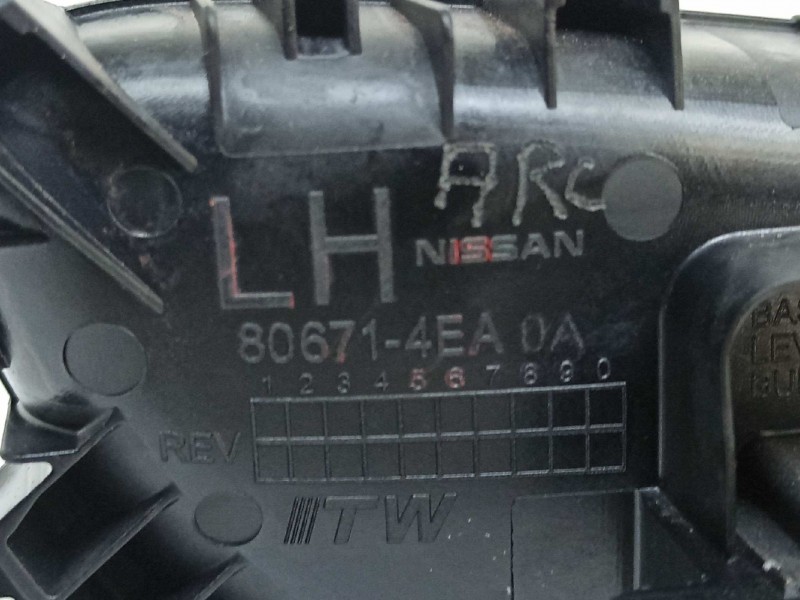 ARC
LH NISSAN
80671-4EA 0A
1 2 3 4 5 6 7 8 9 0
REV
ITW